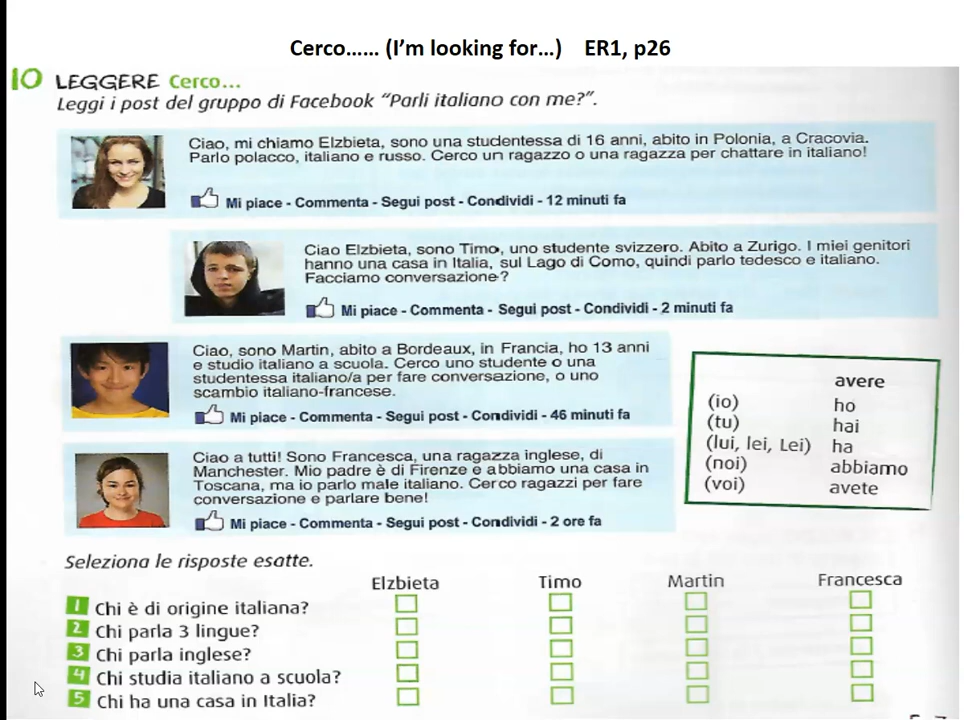 Cerco...... (I'm looking for...) ER1, p26
10 LEGGERE Cerco...
Leggi i post del gruppo di Facebook "Parli italiano con me?".
Ciao, mi chiamo Elzbieta, sono una studentessa di 16 anni, abito in Polonia, a Cracovia.
Parlo polacco, italiano e russo. Cerco un ragazzo o una ragazza per chattare in italiano!
Mi piace - Commenta - Segui post - Condividi - 12 minuti fa
Ciao Elzbieta, sono Timo, uno studente svizzero. Abito a Zurigo. I miei genitori
hanno una casa in Italia, sul Lago di Como, quindi parlo tedesco e italiano.
Facciamo conversazione?
Mi piace - Commenta - Segui post - Condividi - 2 minuti fa
Ciao, sono Martin, abito a Bordeaux, in Francia, ho 13 anni
e studio italiano a scuola. Cerco uno studente o una
studentessa italiano/a per fare conversazione, o uno
scambio italiano-francese.
Mi piace - Commenta - Segui post - Condividi - 46 minuti fa
Ciao a tutti! Sono Francesca, una ragazza inglese, di
Manchester. Mio padre è di Firenze e abbiamo una casa in
Toscana, ma io parlo male italiano. Cerco ragazzi per fare
conversazione e parlare bene!
Mi piace - Commenta - Segui post - Condividi - 2 ore fa
avere
(io) ho
(tu) hai
(lui, lei, Lei) ha
(noi) abbiamo
(voi) avete
Seleziona le risposte esatte.
Elzbieta Timo Martin Francesca
1 Chi è di origine italiana?
2 Chi parla 3 lingue?
3 Chi parla inglese?
4 Chi studia italiano a scuola?
5 Chi ha una casa in Italia?